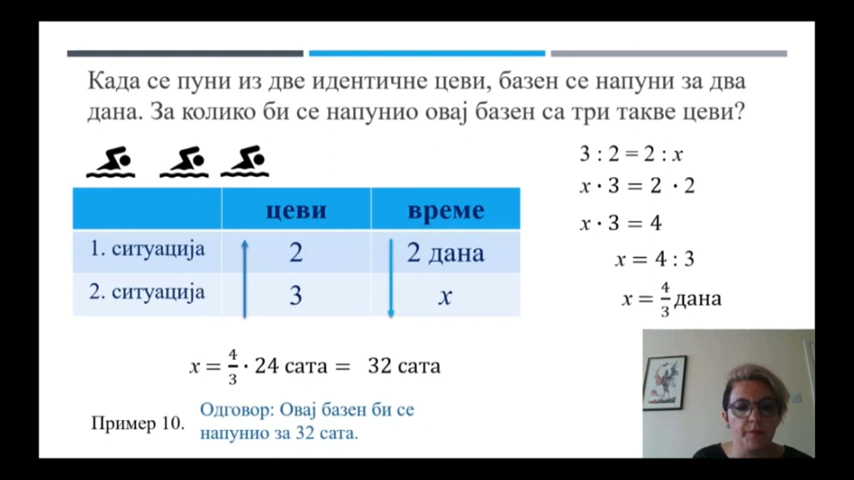 Када се пуни из две идентичне цеви, базен се напуни за два
дана. За колико би се напунио овај базен са три такве цеви?
цеви време
1. ситуација 2 2 дана
2. ситуација 3 x
3 : 2 = 2 : x
x · 3 = 2 · 2
x · 3 = 4
x = 4 : 3
x = 4/3 дана
x = 4/3 · 24 сата = 32 сата
Пример 10.
Одговор: Овај базен би се
напунио за 32 сата.